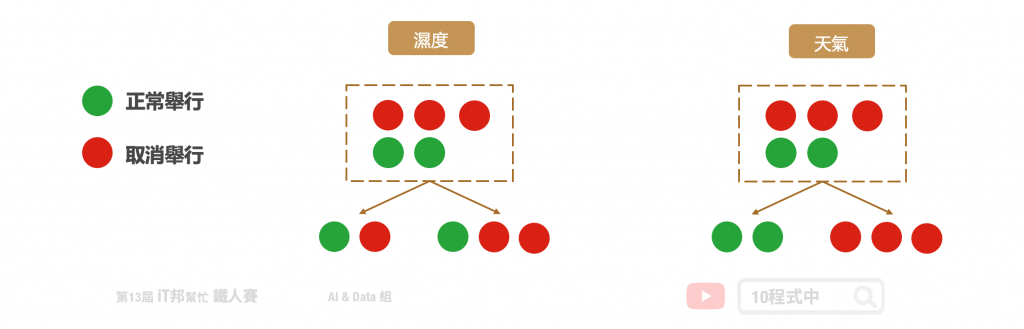 濕度
天氣
正常舉行
取消舉行
第13屆 iT邦幫忙 鐵人賽
AI & Data 組
10程式中